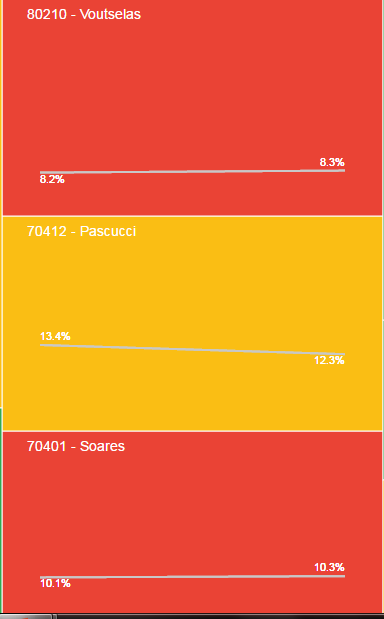 80210 - Voutselas
8.3%
8.2%
70412 - Pascucci
13.4%
12.3%
70401 - Soares
10.3%
10.1%